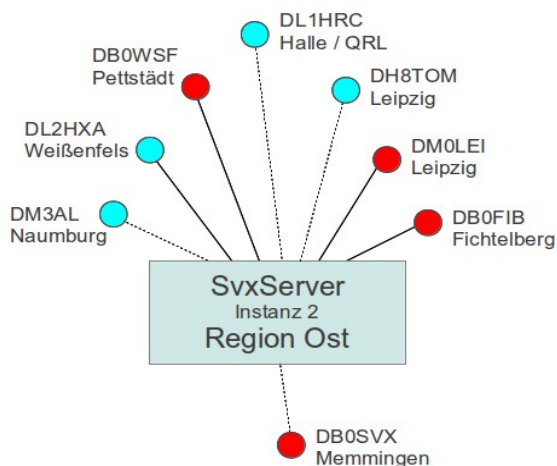 DL1HRC
Halle / QRL
DB0WSF
Pettstädt
DH8TOM
Leipzig
DL2HXA
Weißenfels
DM0LEI
Leipzig
DM3AL
Naumburg
DB0FIB
Fichtelberg
SvxServer
Instanz 2
Region Ost
DB0SVX
Memmingen